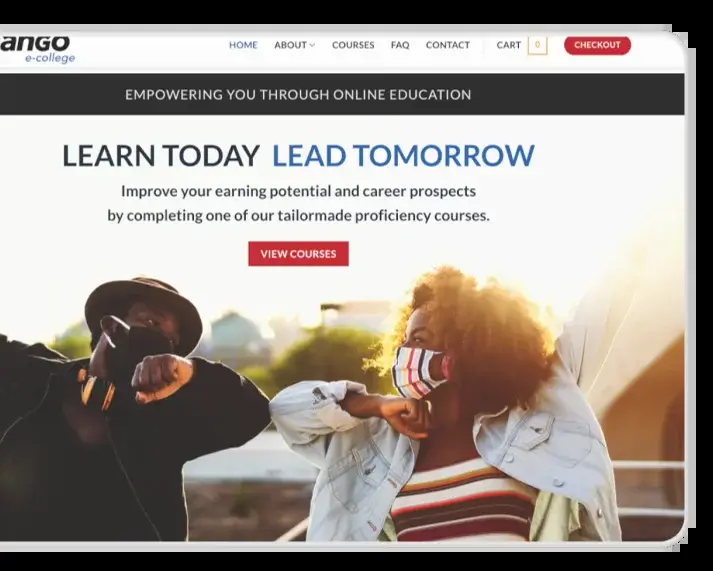 ANGO
e-college
HOME ABOUT COURSES FAQ CONTACT CART 0 CHECKOUT
EMPOWERING YOU THROUGH ONLINE EDUCATION
LEARN TODAY LEAD TOMORROW
Improve your earning potential and career prospects
by completing one of our tailormade proficiency courses.
VIEW COURSES